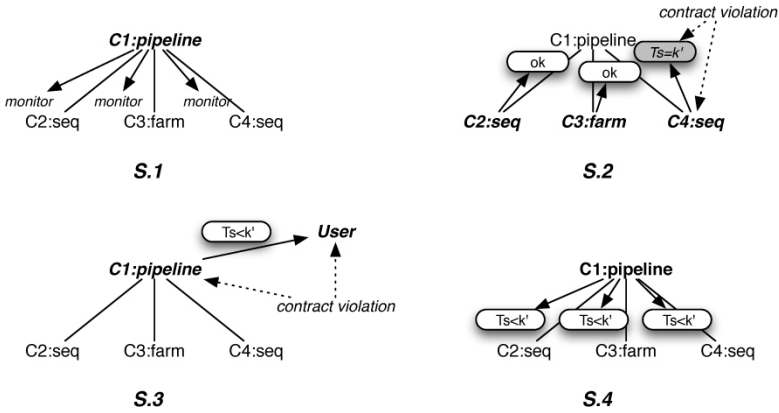 C1:pipeline
monitor
monitor
monitor
C2:seq
C3:farm
C4:seq
S.1
contract violation
C1:pipeline
Ts=k'
ok
ok
C2:seq
C3:farm
C4:seq
S.2
Ts<k'
User
C1:pipeline
contract violation
C2:seq
C3:farm
C4:seq
S.3
C1:pipeline
Ts<k'
Ts<k'
Ts<k'
C2:seq
C3:farm
C4:seq
S.4